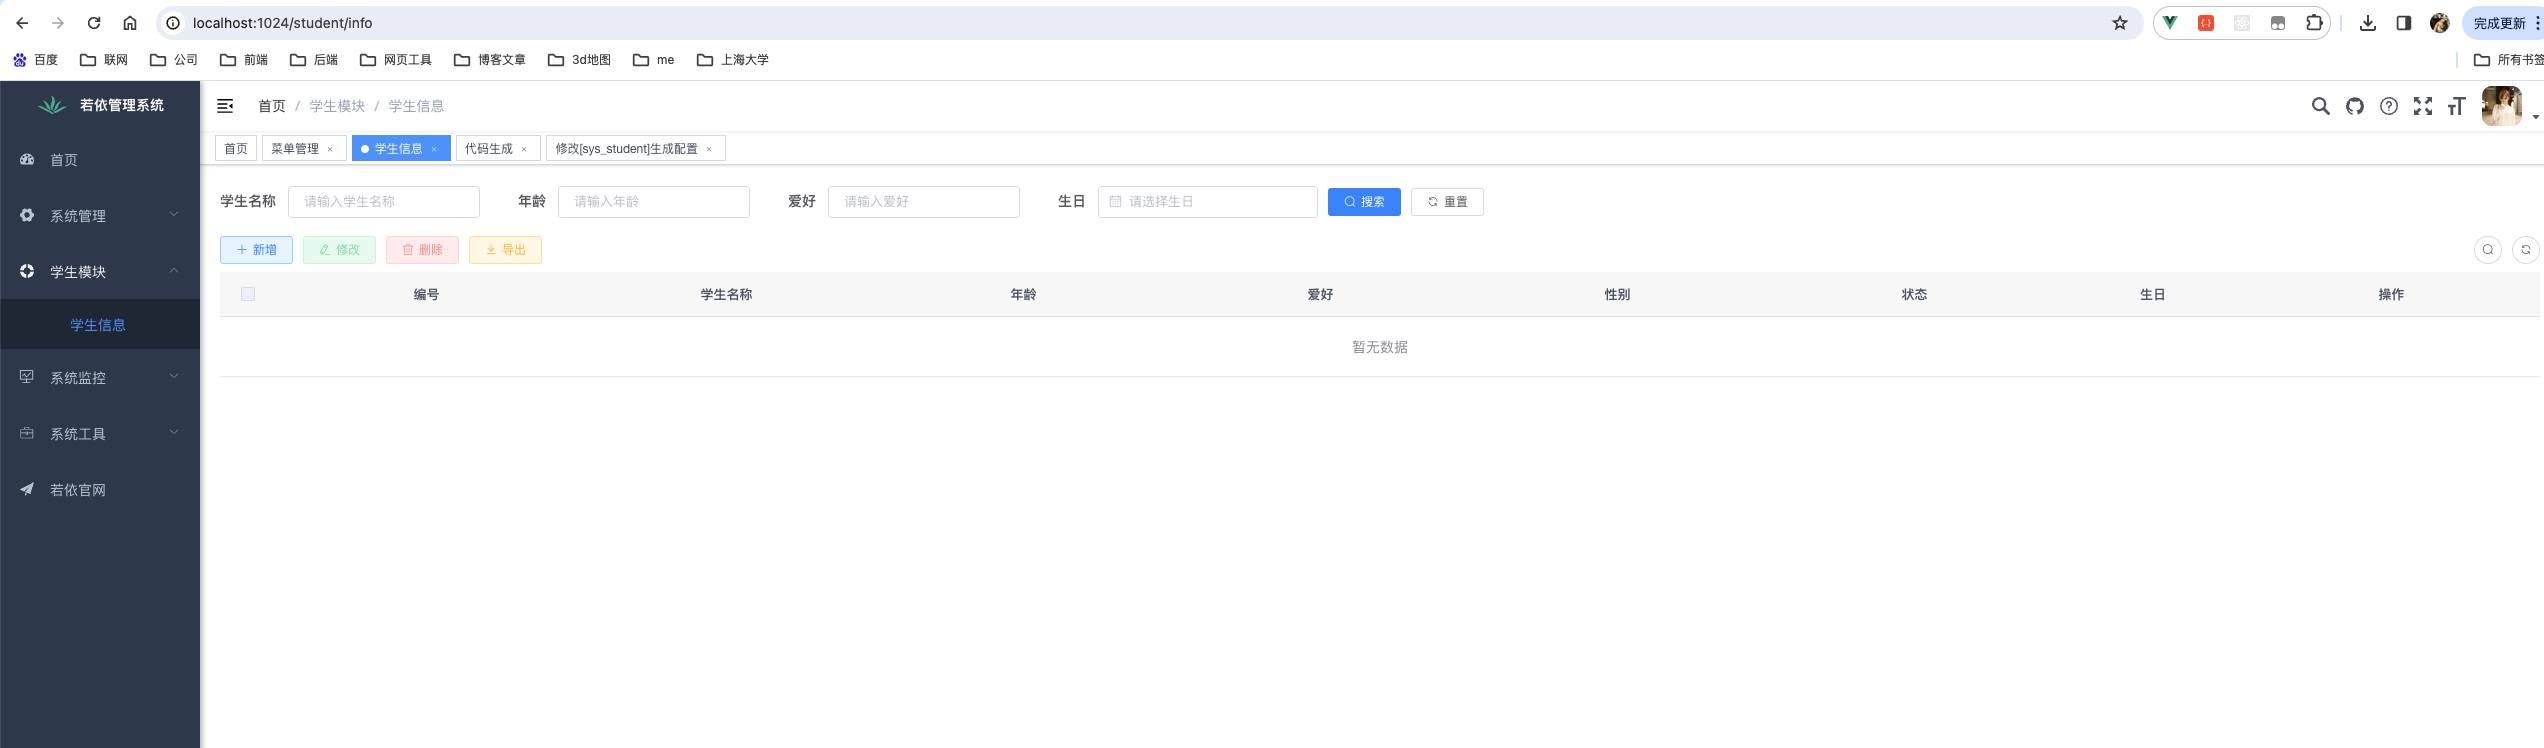 localhost:1024/student/info
完成更新
百度 联网 公司 前端 后端 网页工具 博客文章 3d地图 me 上海大学 所有书签
若依管理系统
首页 / 学生模块 / 学生信息
首页 菜单管理 × 学生信息 × 代码生成 × 修改[sys_student]生成配置 ×
首页
系统管理
学生模块
学生信息
系统监控
系统工具
若依官网
学生名称 请输入学生名称 年龄 请输入年龄 爱好 请输入爱好 生日 请选择生日 搜索 重置
新增 修改 删除 导出
编号 学生名称 年龄 爱好 性别 状态 生日 操作
暂无数据